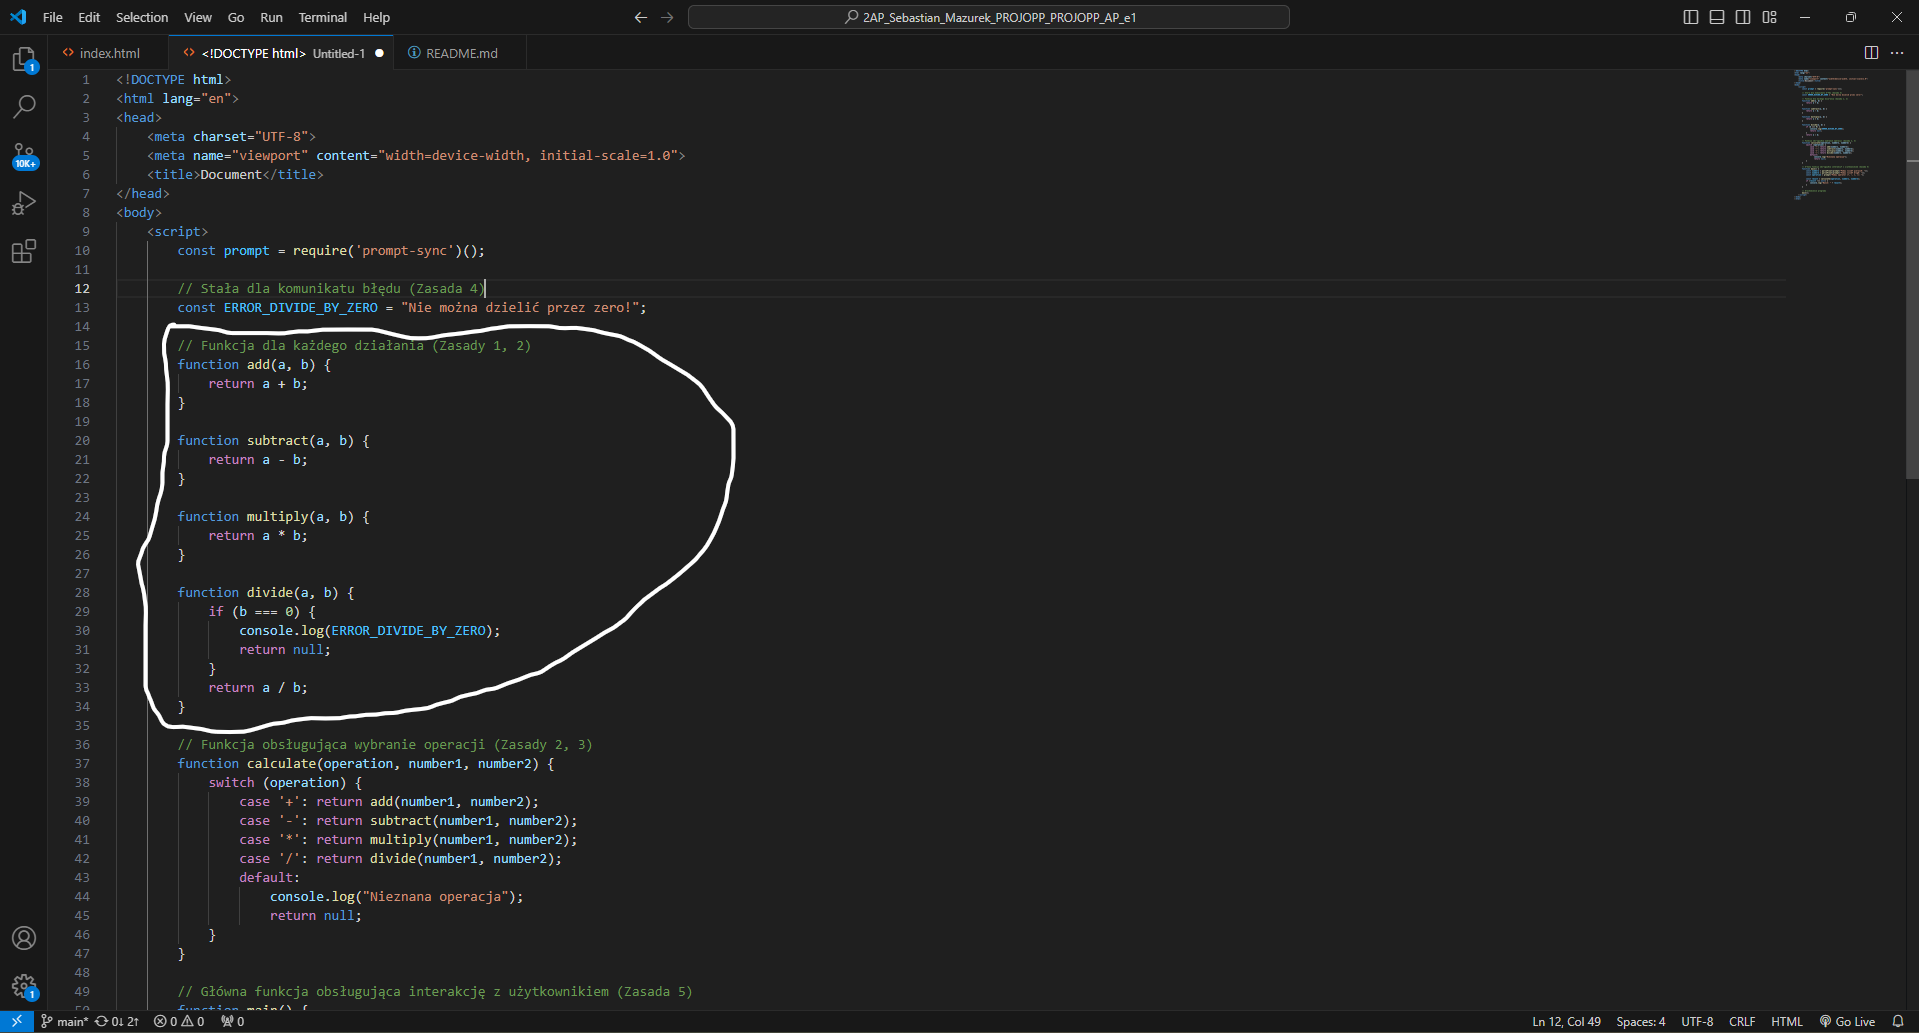 File Edit Selection View Go Run Terminal Help
2AP_Sebastian_Mazurek_PROJOPP_PROJOPP_AP_e1
index.html
<!DOCTYPE html> Untitled-1
README.md
1 <!DOCTYPE html>
2 <html lang="en">
3 <head>
4 <meta charset="UTF-8">
5 <meta name="viewport" content="width=device-width, initial-scale=1.0">
6 <title>Document</title>
7 </head>
8 <body>
9 <script>
10 const prompt = require('prompt-sync')();
11
12 // Stała dla komunikatu błędu (Zasada 4)
13 const ERROR_DIVIDE_BY_ZERO = "Nie można dzielić przez zero!";
14
15 // Funkcja dla każdego działania (Zasady 1, 2)
16 function add(a, b) {
17 return a + b;
18 }
19
20 function subtract(a, b) {
21 return a - b;
22 }
23
24 function multiply(a, b) {
25 return a * b;
26 }
27
28 function divide(a, b) {
29 if (b === 0) {
30 console.log(ERROR_DIVIDE_BY_ZERO);
31 return null;
32 }
33 return a / b;
34 }
35
36 // Funkcja obsługująca wybranie operacji (Zasady 2, 3)
37 function calculate(operation, number1, number2) {
38 switch (operation) {
39 case '+': return add(number1, number2);
40 case '-': return subtract(number1, number2);
41 case '*': return multiply(number1, number2);
42 case '/': return divide(number1, number2);
43 default:
44 console.log("Nieznana operacja");
45 return null;
46 }
47 }
48
49 // Główna funkcja obsługująca interakcję z użytkownikiem (Zasada 5)
50 function main() {
1
10K+
1
main* 0↓ 2↑ 0 0 0
Ln 12, Col 49 Spaces: 4 UTF-8 CRLF HTML Go Live